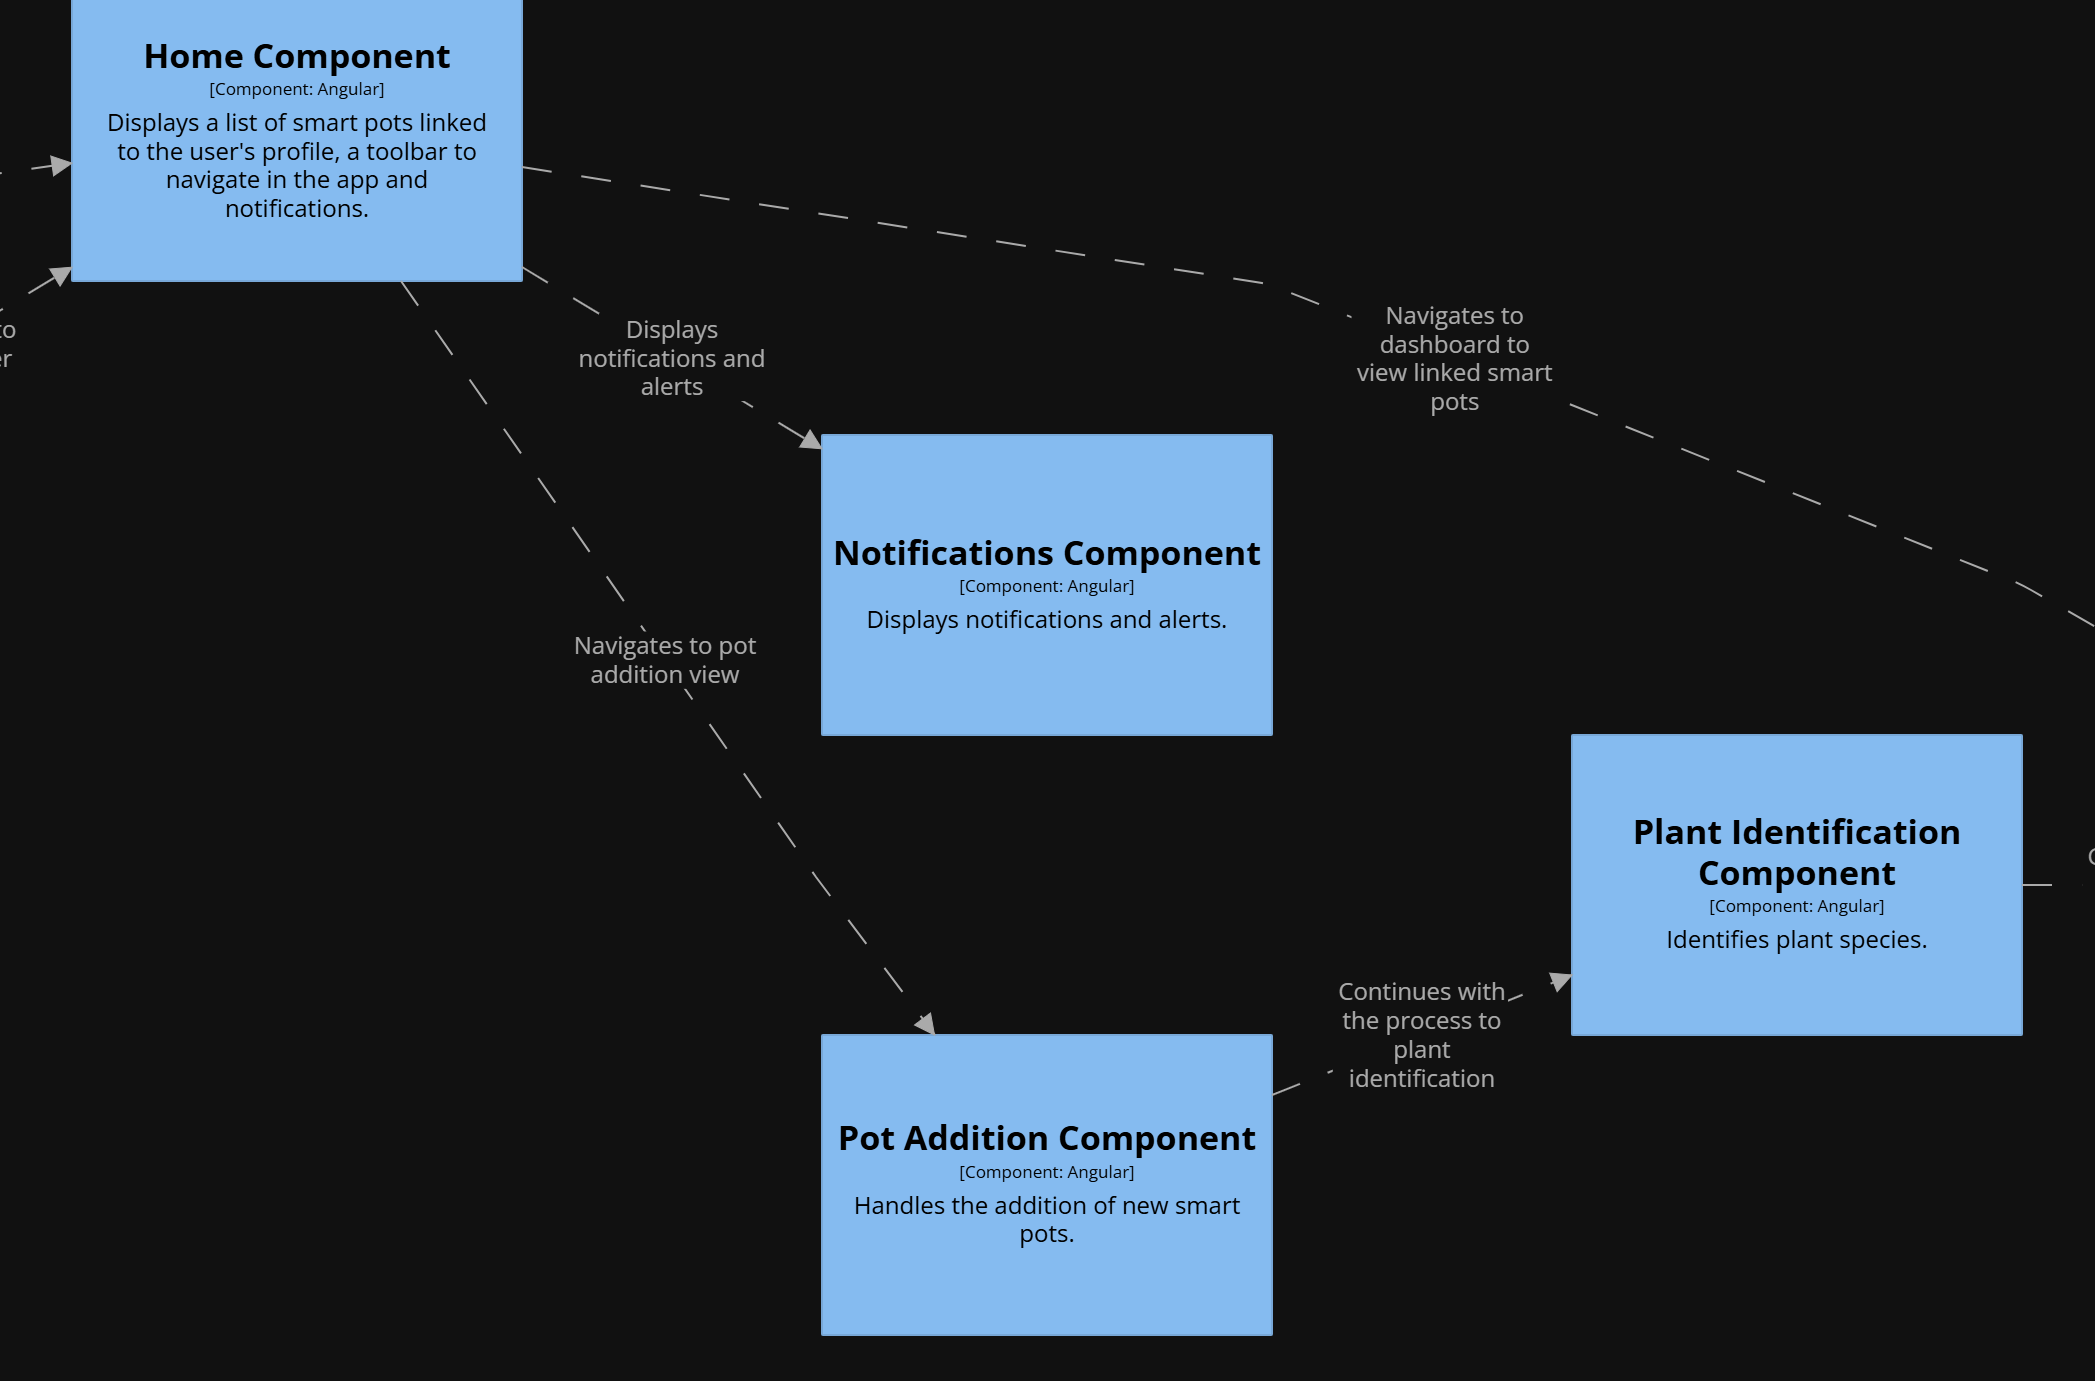 Home Component
[Component: Angular]
Displays a list of smart pots linked
to the user's profile, a toolbar to
navigate in the app and
notifications.
Displays
notifications and
alerts
Navigates to
dashboard to
view linked smart
pots
Notifications Component
[Component: Angular]
Displays notifications and alerts.
Navigates to pot
addition view
Plant Identification
Component
[Component: Angular]
Identifies plant species.
Continues with
the process to
plant
identification
Pot Addition Component
[Component: Angular]
Handles the addition of new smart
pots.